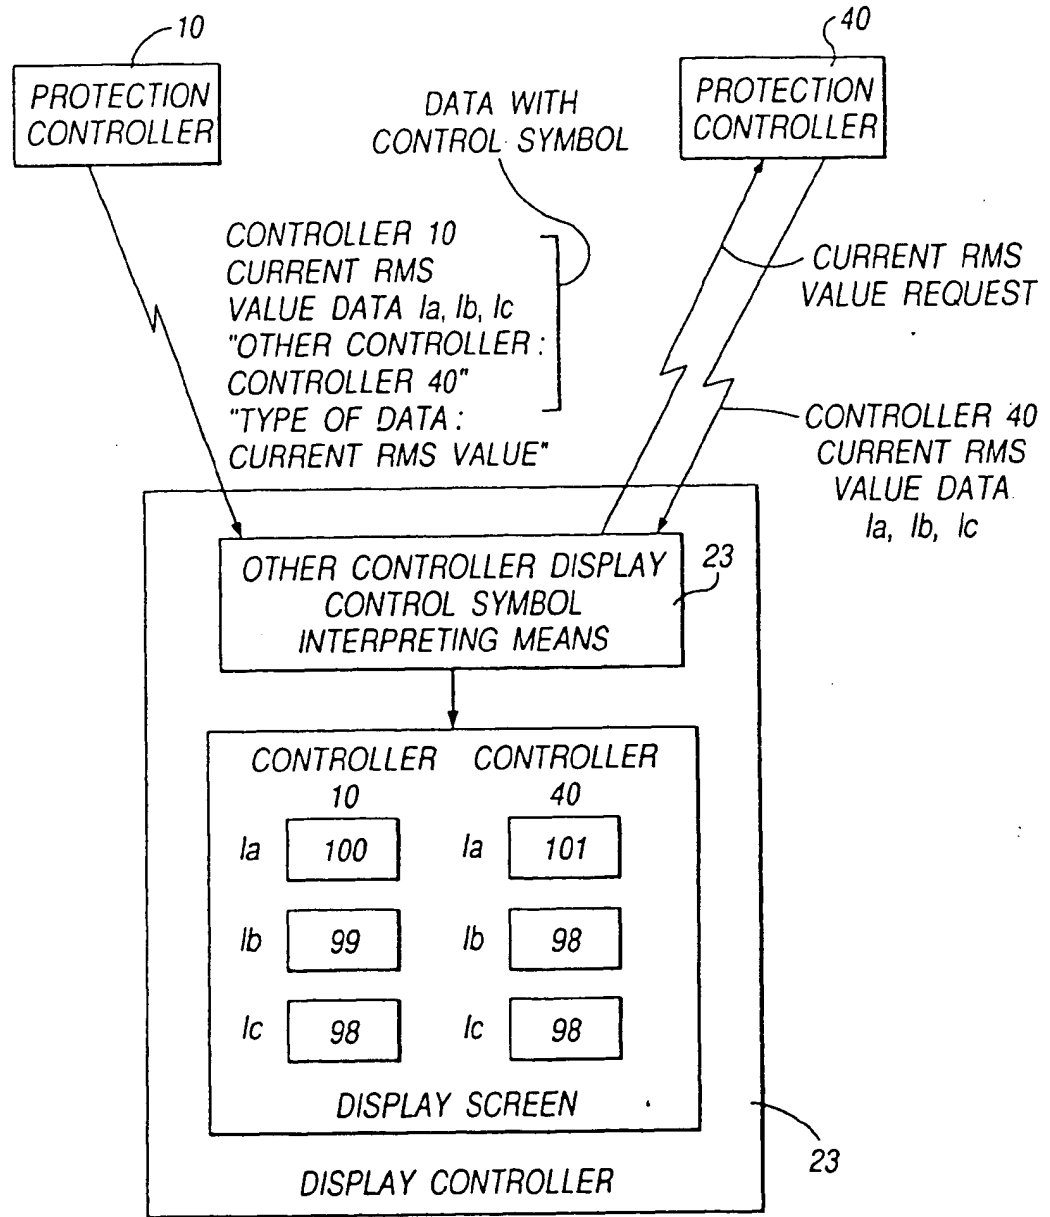 10
PROTECTION
CONTROLLER
40
PROTECTION
CONTROLLER
DATA WITH
CONTROL SYMBOL
CONTROLLER 10
CURRENT RMS
VALUE DATA Ia, Ib, Ic
"OTHER CONTROLLER :
CONTROLLER 40"
"TYPE OF DATA :
CURRENT RMS VALUE"
CURRENT RMS
VALUE REQUEST
CONTROLLER 40
CURRENT RMS
VALUE DATA
Ia, Ib, Ic
OTHER CONTROLLER DISPLAY
CONTROL SYMBOL
INTERPRETING MEANS
23
CONTROLLER CONTROLLER
10 40
Ia 100 Ia 101
Ib 99 Ib 98
Ic 98 Ic 98
DISPLAY SCREEN
23
DISPLAY CONTROLLER